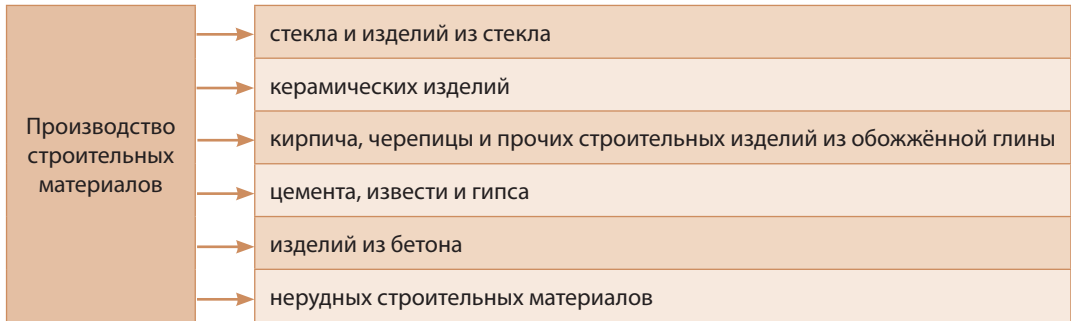 Производство
строительных
материалов
стекла и изделий из стекла
керамических изделий
кирпича, черепицы и прочих строительных изделий из обожжённой глины
цемента, извести и гипса
изделий из бетона
нерудных строительных материалов